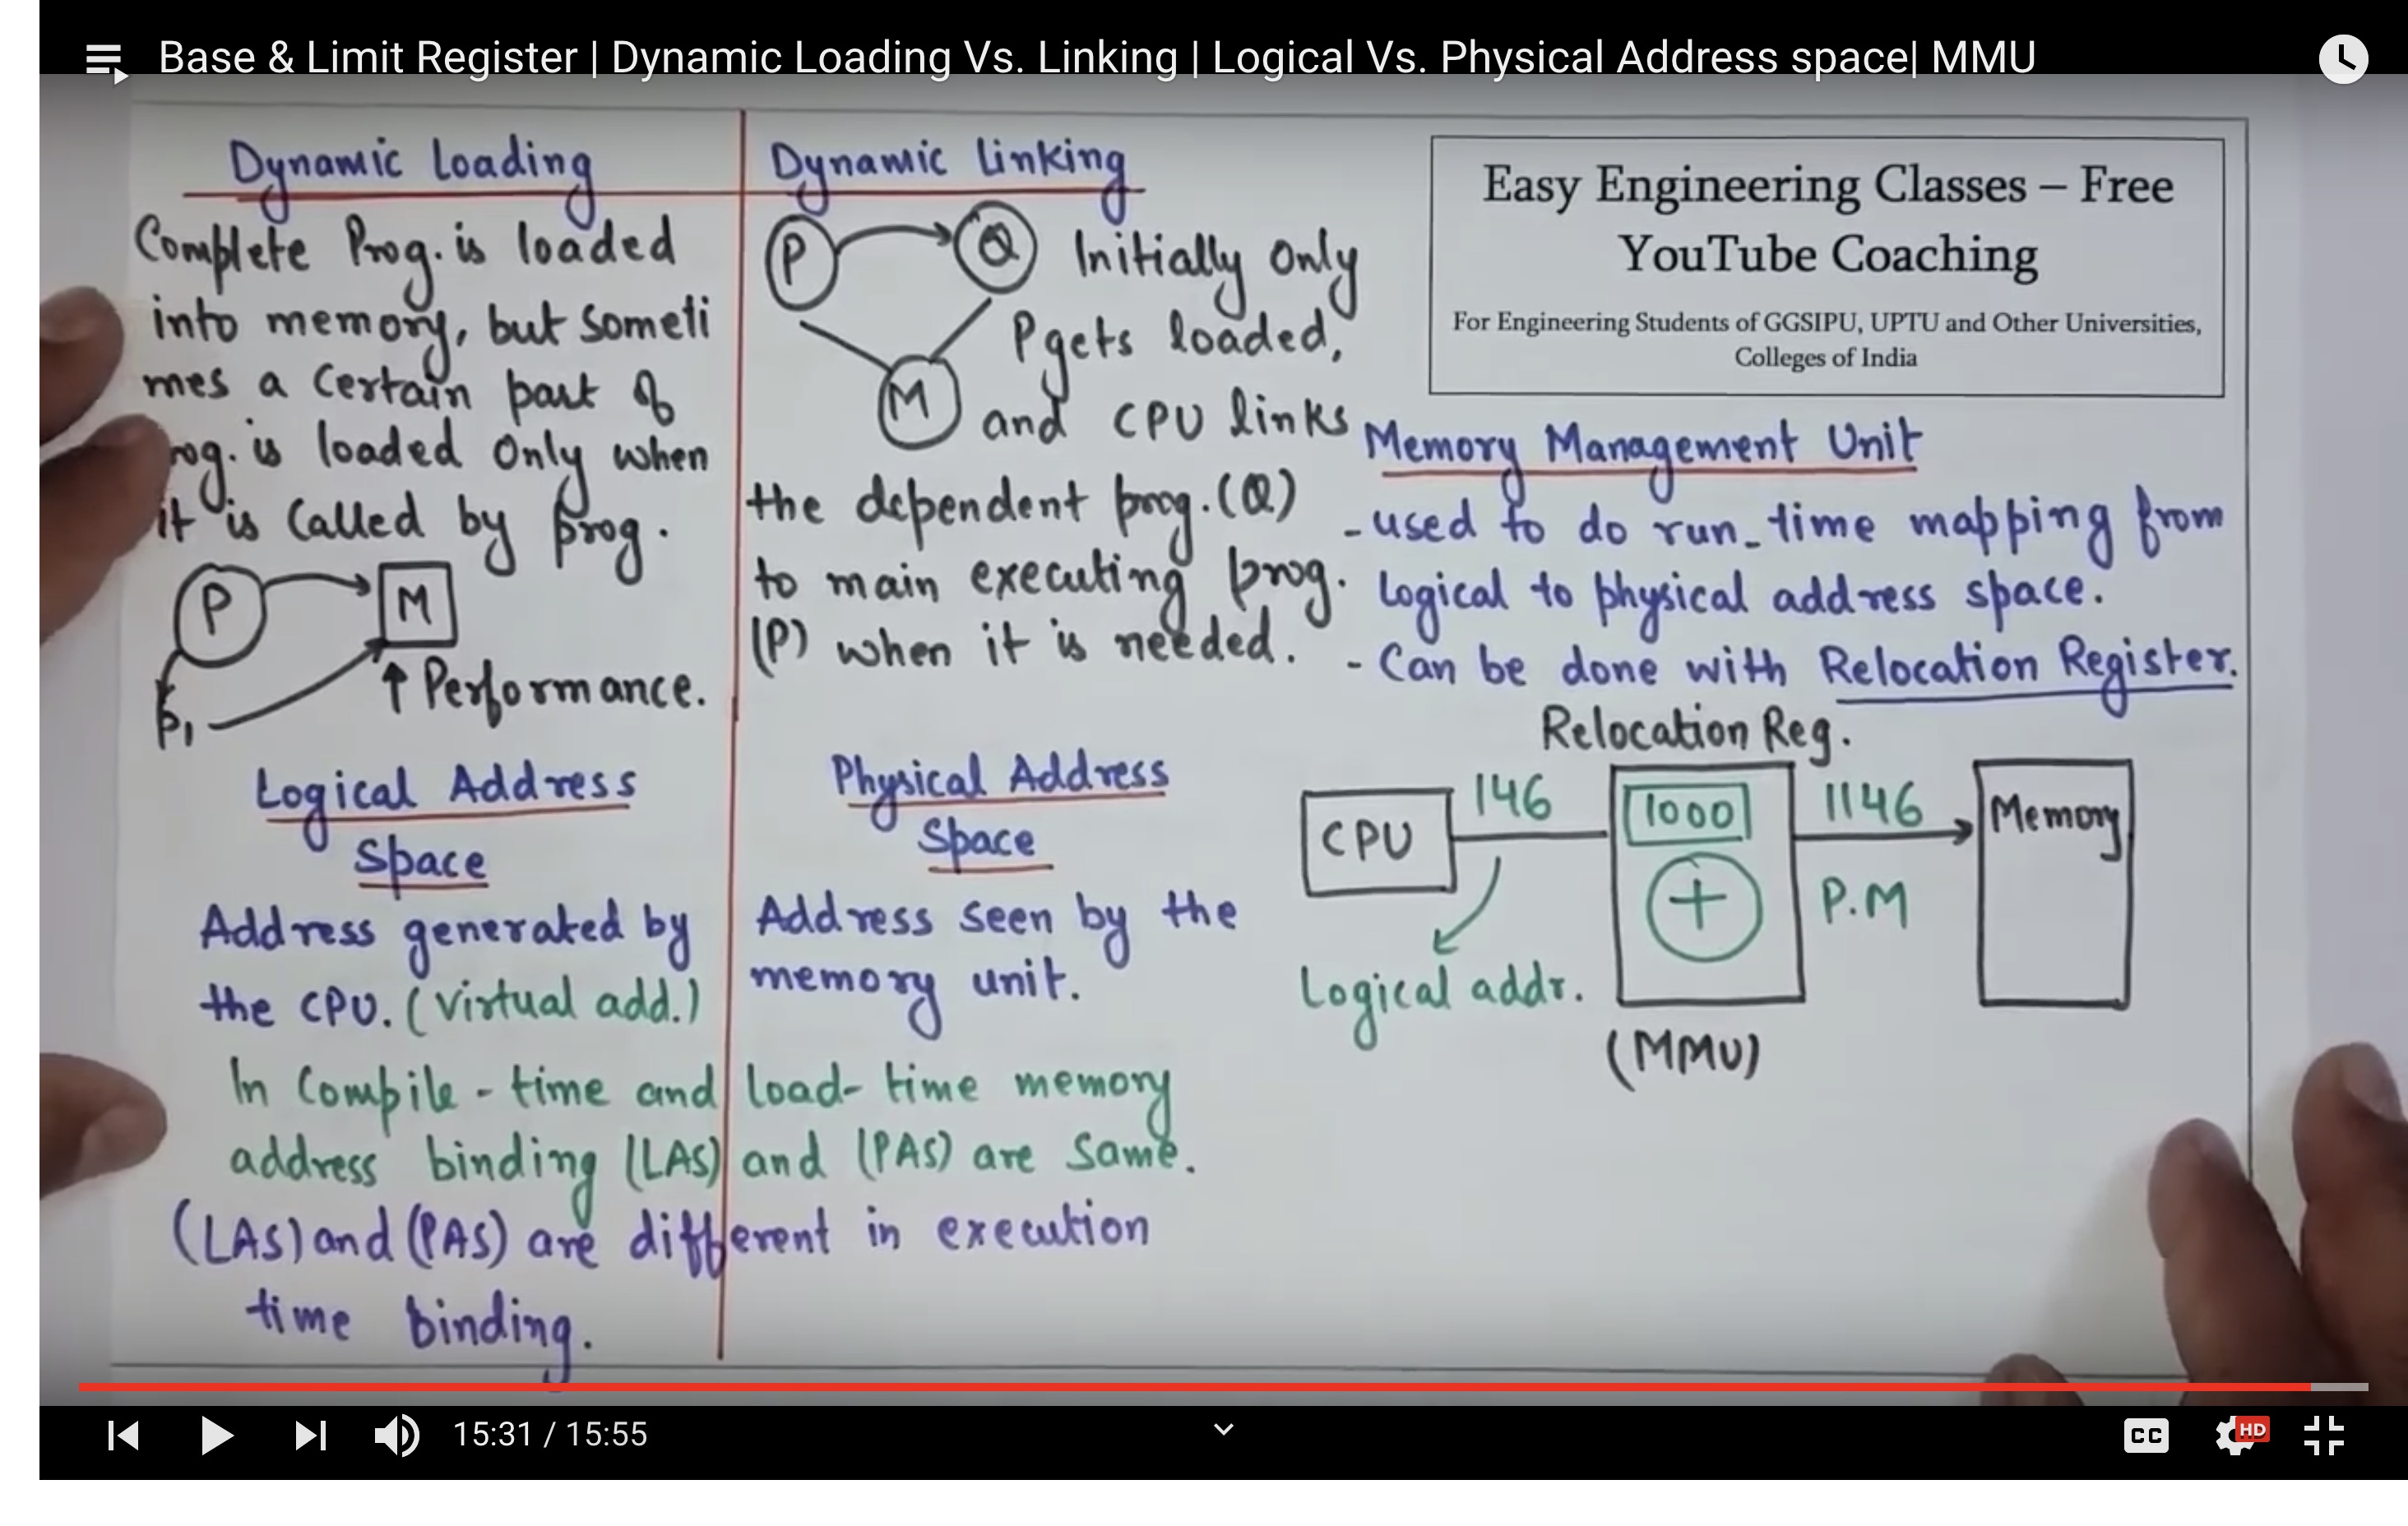 Base & Limit Register | Dynamic Loading Vs. Linking | Logical Vs. Physical Address space| MMU
Dynamic Loading
Complete Prog. is loaded
into memory, but someti
mes a certain part of
rog. is loaded only when
it is called by prog.
P
M
P1
↑ Performance.
Dynamic Linking
P
Q
M
Initially only
P gets loaded,
and CPU links
the dependent prog. (Q)
to main executing prog.
(P) when it is needed.
Easy Engineering Classes – Free
YouTube Coaching
For Engineering Students of GGSIPU, UPTU and Other Universities,
Colleges of India
Memory Management Unit
- used to do run-time mapping from
logical to physical address space.
- Can be done with Relocation Register.
Relocation Reg.
CPU
146
1000
+
1146
P.M
Memory
Logical addr.
(MMU)
Logical Address
Space
Address generated by
the CPU. (Virtual add.)
Physical Address
Space
Address seen by the
memory unit.
In Compile-time and load-time memory
address binding (LAS) and (PAS) are same.
(LAS) and (PAS) are different in execution
time binding.
15:31 / 15:55
CC
HD